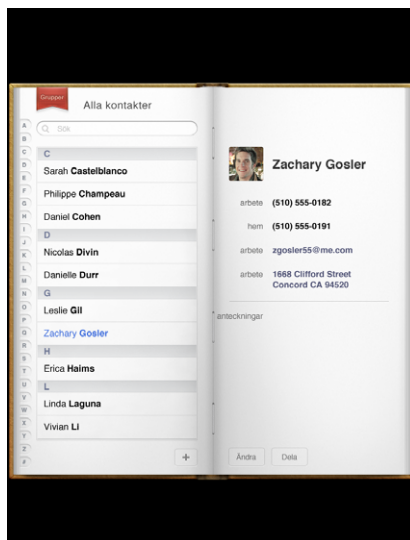 Grupper
Alla kontakter
Sök
A
B
C
D
E
F
G
H
I
J
K
L
M
N
O
P
Q
R
S
T
U
V
W
X
Y
Z
#
C
Sarah Castelblanco
Philippe Champeau
Daniel Cohen
D
Nicolas Divin
Danielle Durr
G
Leslie Gil
Zachary Gosler
H
Erica Haims
L
Linda Laguna
Vivian Li
+
Zachary Gosler
arbete (510) 555-0182
hem (510) 555-0191
arbete zgosler55@me.com
arbete 1668 Clifford Street
Concord CA 94520
anteckningar
Ändra Dela